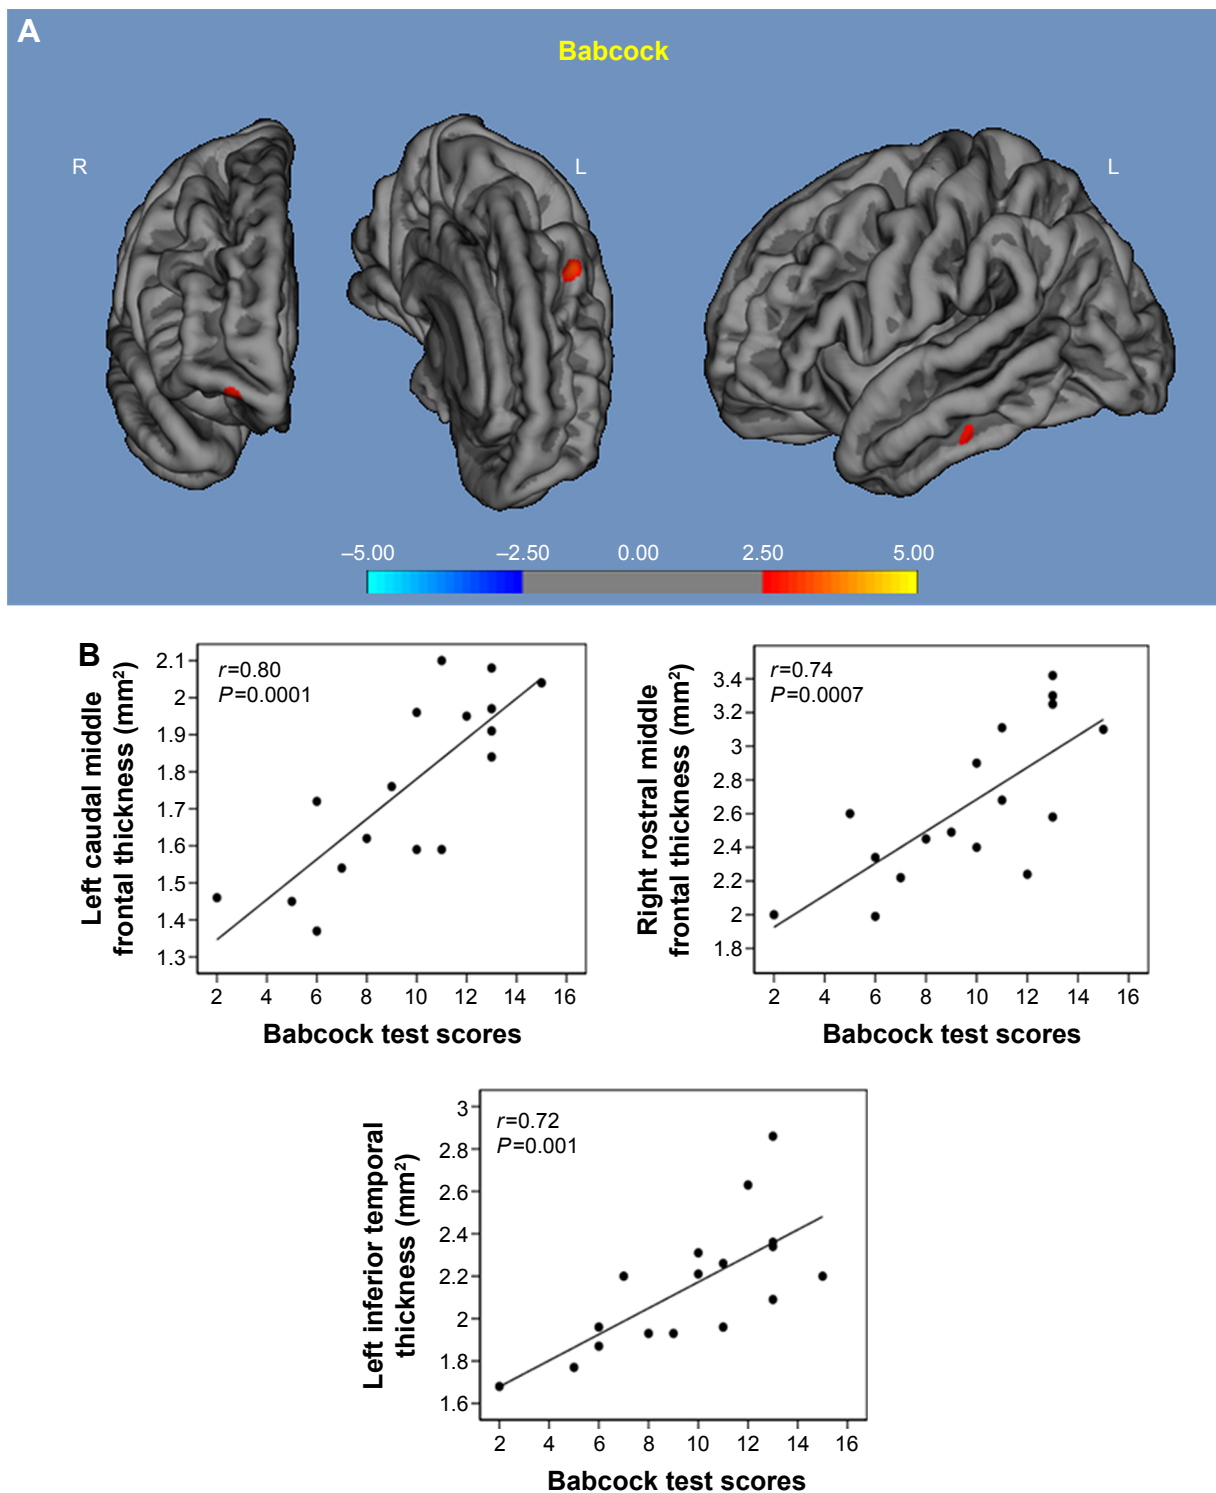 A
Babcock
R
L
L
–5.00
–2.50
0.00
2.50
5.00
B
Left caudal middle
frontal thickness (mm²)
2.1
2
1.9
1.8
1.7
1.6
1.5
1.4
1.3
r=0.80
P=0.0001
2 4 6 8 10 12 14 16
Babcock test scores
Right rostral middle
frontal thickness (mm²)
3.4
3.2
3
2.8
2.6
2.4
2.2
2
1.8
r=0.74
P=0.0007
2 4 6 8 10 12 14 16
Babcock test scores
Left inferior temporal
thickness (mm²)
3
2.8
2.6
2.4
2.2
2
1.8
1.6
r=0.72
P=0.001
2 4 6 8 10 12 14 16
Babcock test scores